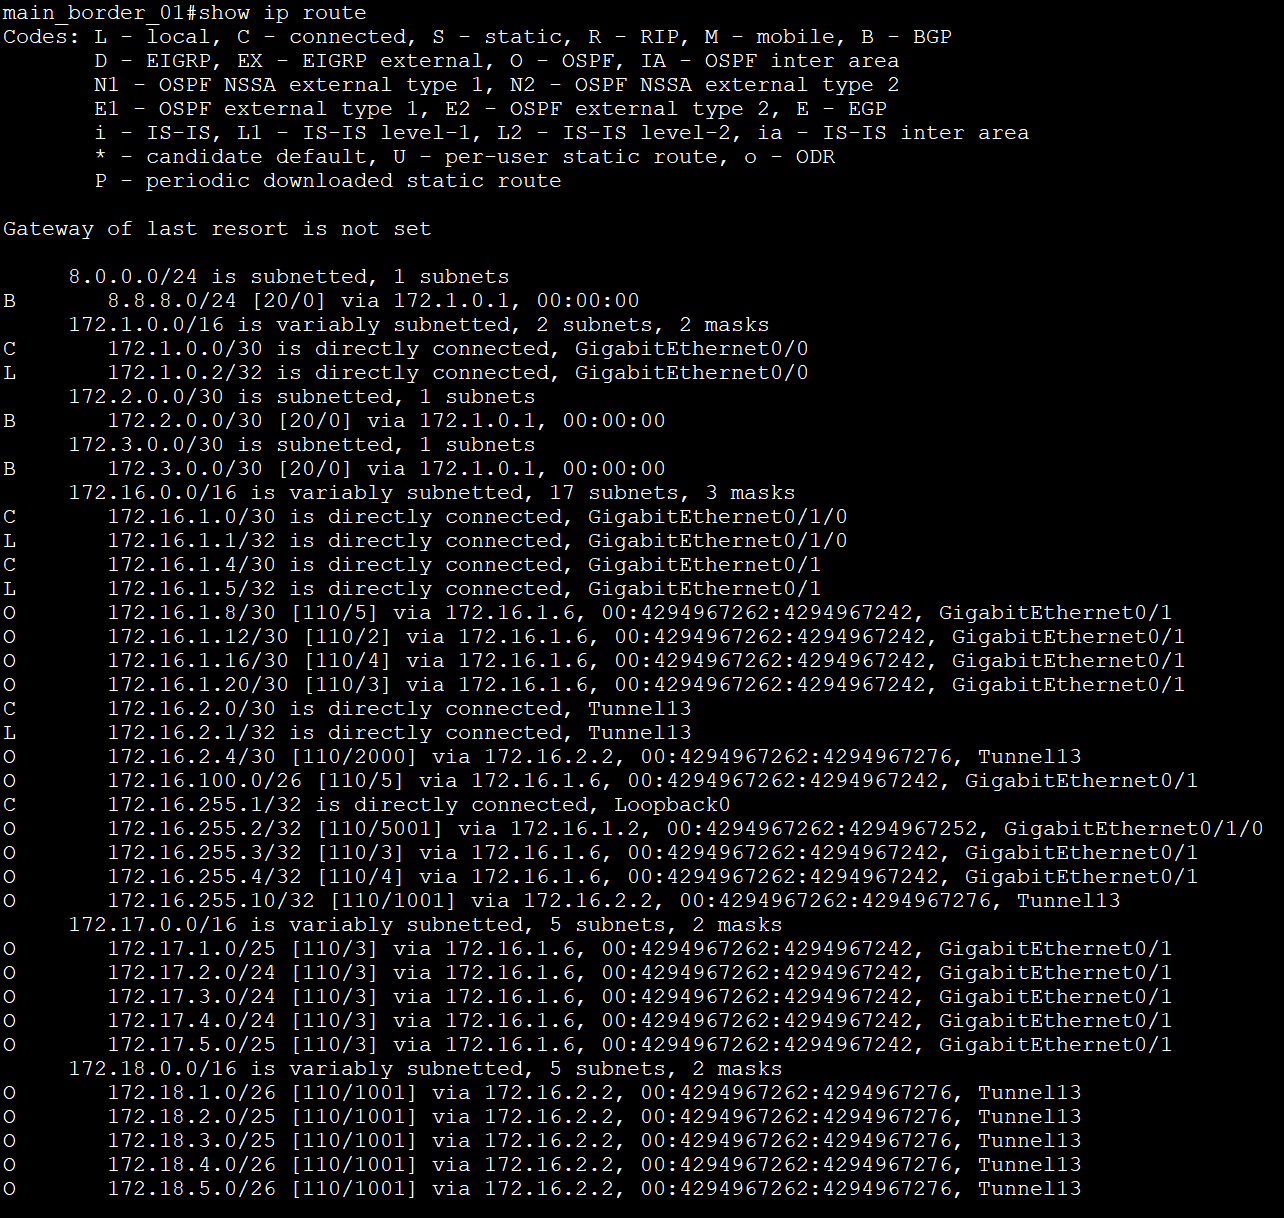 main_border_01#show ip route
Codes: L - local, C - connected, S - static, R - RIP, M - mobile, B - BGP
       D - EIGRP, EX - EIGRP external, O - OSPF, IA - OSPF inter area
       N1 - OSPF NSSA external type 1, N2 - OSPF NSSA external type 2
       E1 - OSPF external type 1, E2 - OSPF external type 2, E - EGP
       i - IS-IS, L1 - IS-IS level-1, L2 - IS-IS level-2, ia - IS-IS inter area
       * - candidate default, U - per-user static route, o - ODR
       P - periodic downloaded static route

Gateway of last resort is not set

     8.0.0.0/24 is subnetted, 1 subnets
B       8.8.8.0/24 [20/0] via 172.1.0.1, 00:00:00
     172.1.0.0/16 is variably subnetted, 2 subnets, 2 masks
C       172.1.0.0/30 is directly connected, GigabitEthernet0/0
L       172.1.0.2/32 is directly connected, GigabitEthernet0/0
     172.2.0.0/30 is subnetted, 1 subnets
B       172.2.0.0/30 [20/0] via 172.1.0.1, 00:00:00
     172.3.0.0/30 is subnetted, 1 subnets
B       172.3.0.0/30 [20/0] via 172.1.0.1, 00:00:00
     172.16.0.0/16 is variably subnetted, 17 subnets, 3 masks
C       172.16.1.0/30 is directly connected, GigabitEthernet0/1/0
L       172.16.1.1/32 is directly connected, GigabitEthernet0/1/0
C       172.16.1.4/30 is directly connected, GigabitEthernet0/1
L       172.16.1.5/32 is directly connected, GigabitEthernet0/1
O       172.16.1.8/30 [110/5] via 172.16.1.6, 00:4294967262:4294967242, GigabitEthernet0/1
O       172.16.1.12/30 [110/2] via 172.16.1.6, 00:4294967262:4294967242, GigabitEthernet0/1
O       172.16.1.16/30 [110/4] via 172.16.1.6, 00:4294967262:4294967242, GigabitEthernet0/1
O       172.16.1.20/30 [110/3] via 172.16.1.6, 00:4294967262:4294967242, GigabitEthernet0/1
C       172.16.2.0/30 is directly connected, Tunnel13
L       172.16.2.1/32 is directly connected, Tunnel13
O       172.16.2.4/30 [110/2000] via 172.16.2.2, 00:4294967262:4294967276, Tunnel13
O       172.16.100.0/26 [110/5] via 172.16.1.6, 00:4294967262:4294967242, GigabitEthernet0/1
C       172.16.255.1/32 is directly connected, Loopback0
O       172.16.255.2/32 [110/5001] via 172.16.1.2, 00:4294967262:4294967252, GigabitEthernet0/1/0
O       172.16.255.3/32 [110/3] via 172.16.1.6, 00:4294967262:4294967242, GigabitEthernet0/1
O       172.16.255.4/32 [110/4] via 172.16.1.6, 00:4294967262:4294967242, GigabitEthernet0/1
O       172.16.255.10/32 [110/1001] via 172.16.2.2, 00:4294967262:4294967276, Tunnel13
     172.17.0.0/16 is variably subnetted, 5 subnets, 2 masks
O       172.17.1.0/25 [110/3] via 172.16.1.6, 00:4294967262:4294967242, GigabitEthernet0/1
O       172.17.2.0/24 [110/3] via 172.16.1.6, 00:4294967262:4294967242, GigabitEthernet0/1
O       172.17.3.0/24 [110/3] via 172.16.1.6, 00:4294967262:4294967242, GigabitEthernet0/1
O       172.17.4.0/24 [110/3] via 172.16.1.6, 00:4294967262:4294967242, GigabitEthernet0/1
O       172.17.5.0/25 [110/3] via 172.16.1.6, 00:4294967262:4294967242, GigabitEthernet0/1
     172.18.0.0/16 is variably subnetted, 5 subnets, 2 masks
O       172.18.1.0/26 [110/1001] via 172.16.2.2, 00:4294967262:4294967276, Tunnel13
O       172.18.2.0/25 [110/1001] via 172.16.2.2, 00:4294967262:4294967276, Tunnel13
O       172.18.3.0/25 [110/1001] via 172.16.2.2, 00:4294967262:4294967276, Tunnel13
O       172.18.4.0/26 [110/1001] via 172.16.2.2, 00:4294967262:4294967276, Tunnel13
O       172.18.5.0/26 [110/1001] via 172.16.2.2, 00:4294967262:4294967276, Tunnel13